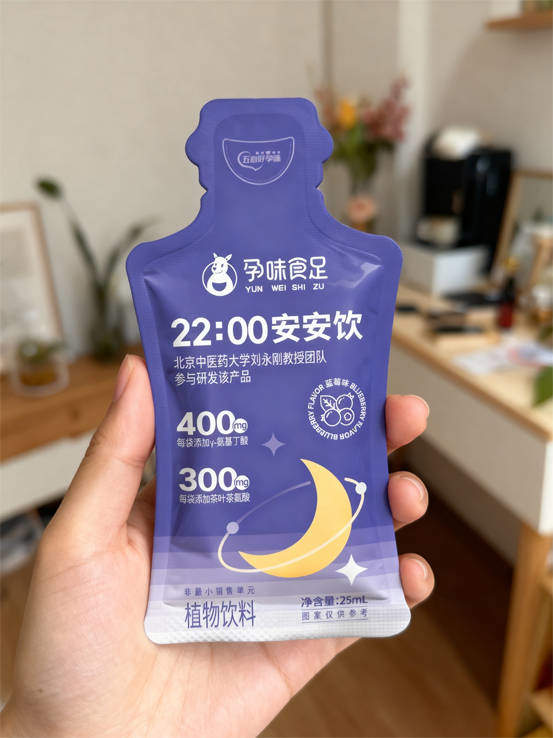 五心好孕味
孕味食足
YUN WEI SHI ZU
22:00安安饮
北京中医药大学刘永刚教授团队
参与研发该产品
蓝莓味 BLUEBERRY FLAVOR BLUEBERRY FLAVOR
400mg
每袋添加γ-氨基丁酸
300mg
每袋添加茶叶茶氨酸
非最小销售单元
植物饮料
净含量:25mL
图案仅供参考